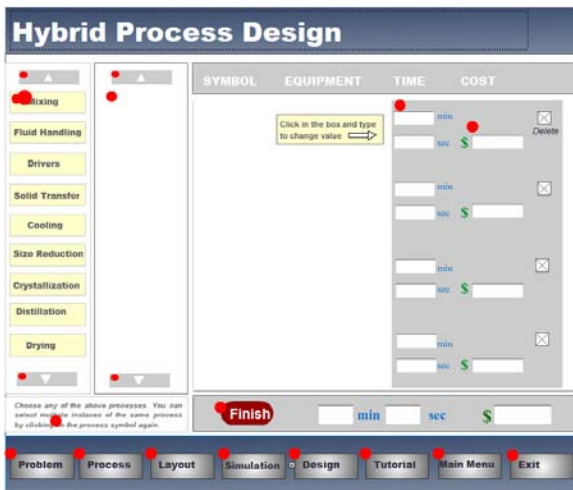 Hybrid Process Design
SYMBOL EQUIPMENT TIME COST
Mixing
Fluid Handling
Drivers
Solid Transfer
Cooling
Size Reduction
Crystallization
Distillation
Drying
Click in the box and type
to change value
min
sec $
Delete
min
sec $
min
sec $
min
sec $
Choose any of the above processes. You can
select multiple instaces of the same process
by clicking on the process symbol again.
Finish min sec $
Problem Process Layout Simulation Design Tutorial Main Menu Exit